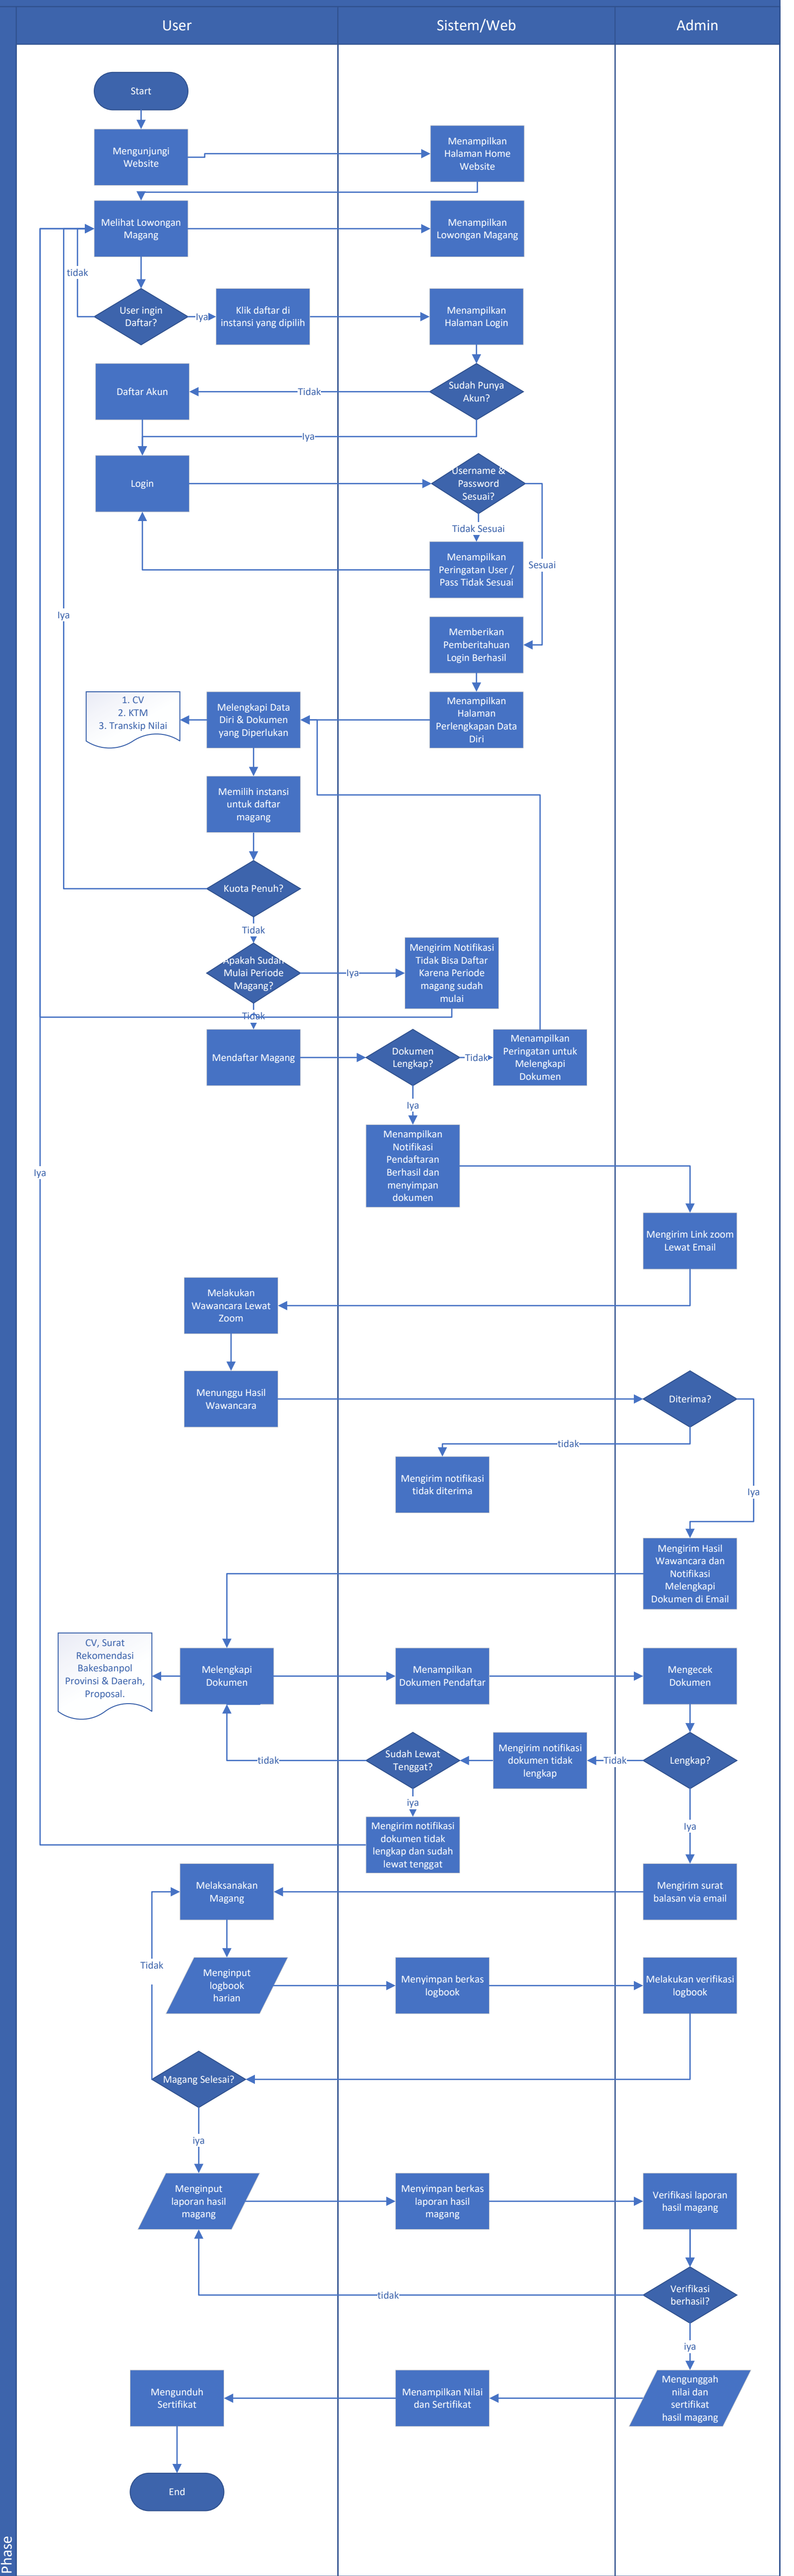 User
Sistem/Web
Admin
Start
Mengunjungi
Website
Menampilkan
Halaman Home
Website
Melihat Lowongan
Magang
Menampilkan
Lowongan Magang
tidak
User ingin
Daftar?
Iya
Klik daftar di
instansi yang dipilih
Menampilkan
Halaman Login
Daftar Akun
Tidak
Sudah Punya
Akun?
Iya
Login
Username &
Password
Sesuai?
Tidak Sesuai
Menampilkan
Peringatan User /
Pass Tidak Sesuai
Sesuai
Iya
Memberikan
Pemberitahuan
Login Berhasil
1. CV
2. KTM
3. Transkip Nilai
Melengkapi Data
Diri & Dokumen
yang Diperlukan
Menampilkan
Halaman
Perlengkapan Data
Diri
Memilih instansi
untuk daftar
magang
Kuota Penuh?
Tidak
Apakah Sudah
Mulai Periode
Magang?
Iya
Mengirim Notifikasi
Tidak Bisa Daftar
Karena Periode
magang sudah
mulai
Tidak
Mendaftar Magang
Dokumen
Lengkap?
Tidak
Menampilkan
Peringatan untuk
Melengkapi
Dokumen
Iya
Menampilkan
Notifikasi
Pendaftaran
Berhasil dan
menyimpan
dokumen
Iya
Mengirim Link zoom
Lewat Email
Melakukan
Wawancara Lewat
Zoom
Menunggu Hasil
Wawancara
Diterima?
tidak
Mengirim notifikasi
tidak diterima
Iya
Mengirim Hasil
Wawancara dan
Notifikasi
Melengkapi
Dokumen di Email
CV, Surat
Rekomendasi
Bakesbanpol
Provinsi & Daerah,
Proposal.
Melengkapi
Dokumen
Menampilkan
Dokumen Pendaftar
Mengecek
Dokumen
tidak
Sudah Lewat
Tenggat?
Mengirim notifikasi
dokumen tidak
lengkap
Tidak
Lengkap?
iya
Iya
Mengirim notifikasi
dokumen tidak
lengkap dan sudah
lewat tenggat
Melaksanakan
Magang
Mengirim surat
balasan via email
Tidak
Menginput
logbook
harian
Menyimpan berkas
logbook
Melakukan verifikasi
logbook
Magang Selesai?
iya
Menginput
laporan hasil
magang
Menyimpan berkas
laporan hasil
magang
Verifikasi laporan
hasil magang
tidak
Verifikasi
berhasil?
iya
Mengunduh
Sertifikat
Menampilkan Nilai
dan Sertifikat
Mengunggah
nilai dan
sertifikat
hasil magang
End
Phase